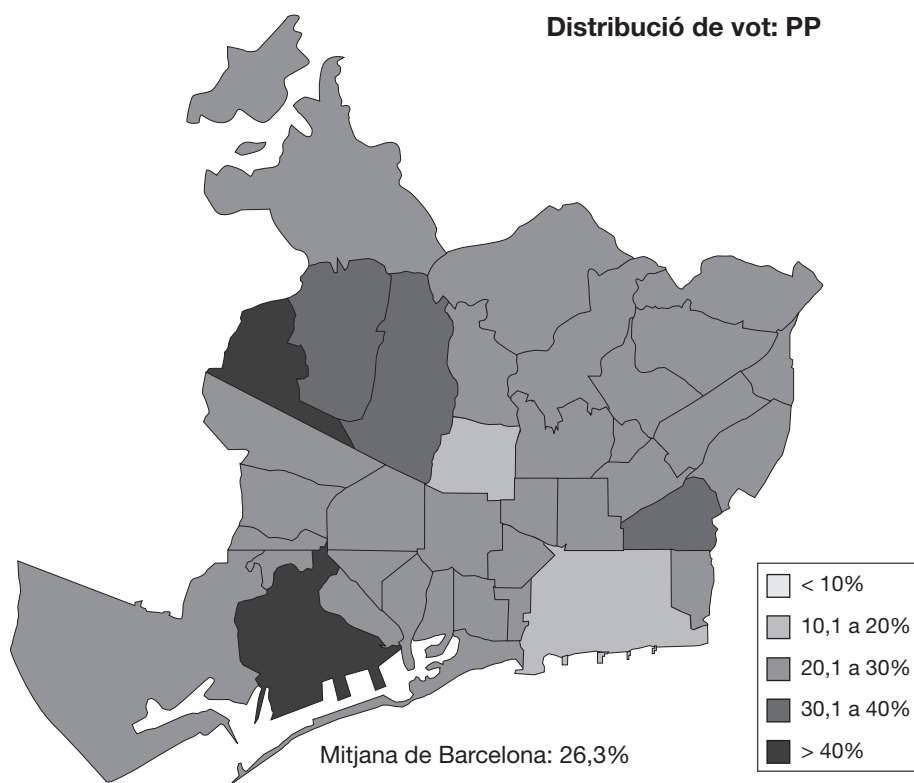 Distribució de vot: PP
< 10%
10,1 a 20%
20,1 a 30%
30,1 a 40%
> 40%
Mitjana de Barcelona: 26,3%